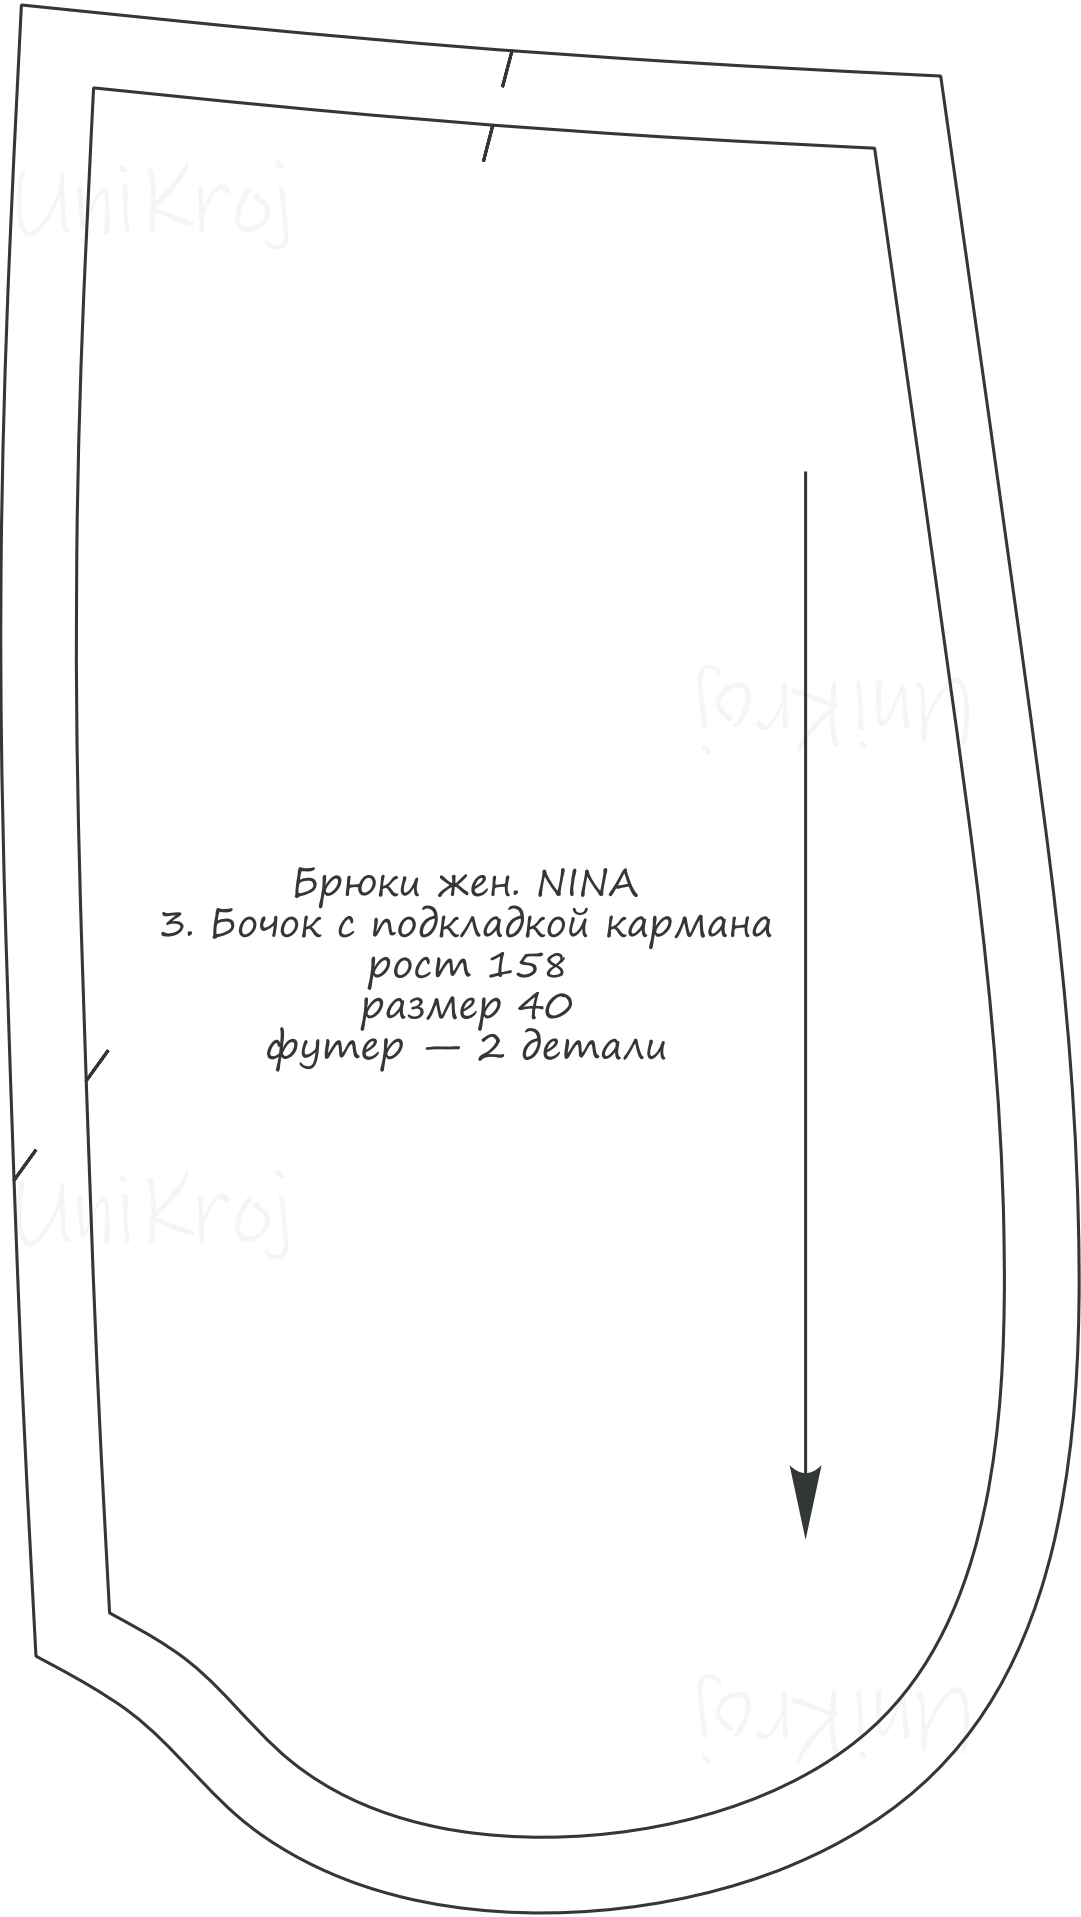 UniKroj
UniKroj
Брюки жен. NINA
3. Бочок с подкладкой кармана
рост 158
размер 40
футер — 2 детали
UniKroj
UniKroj